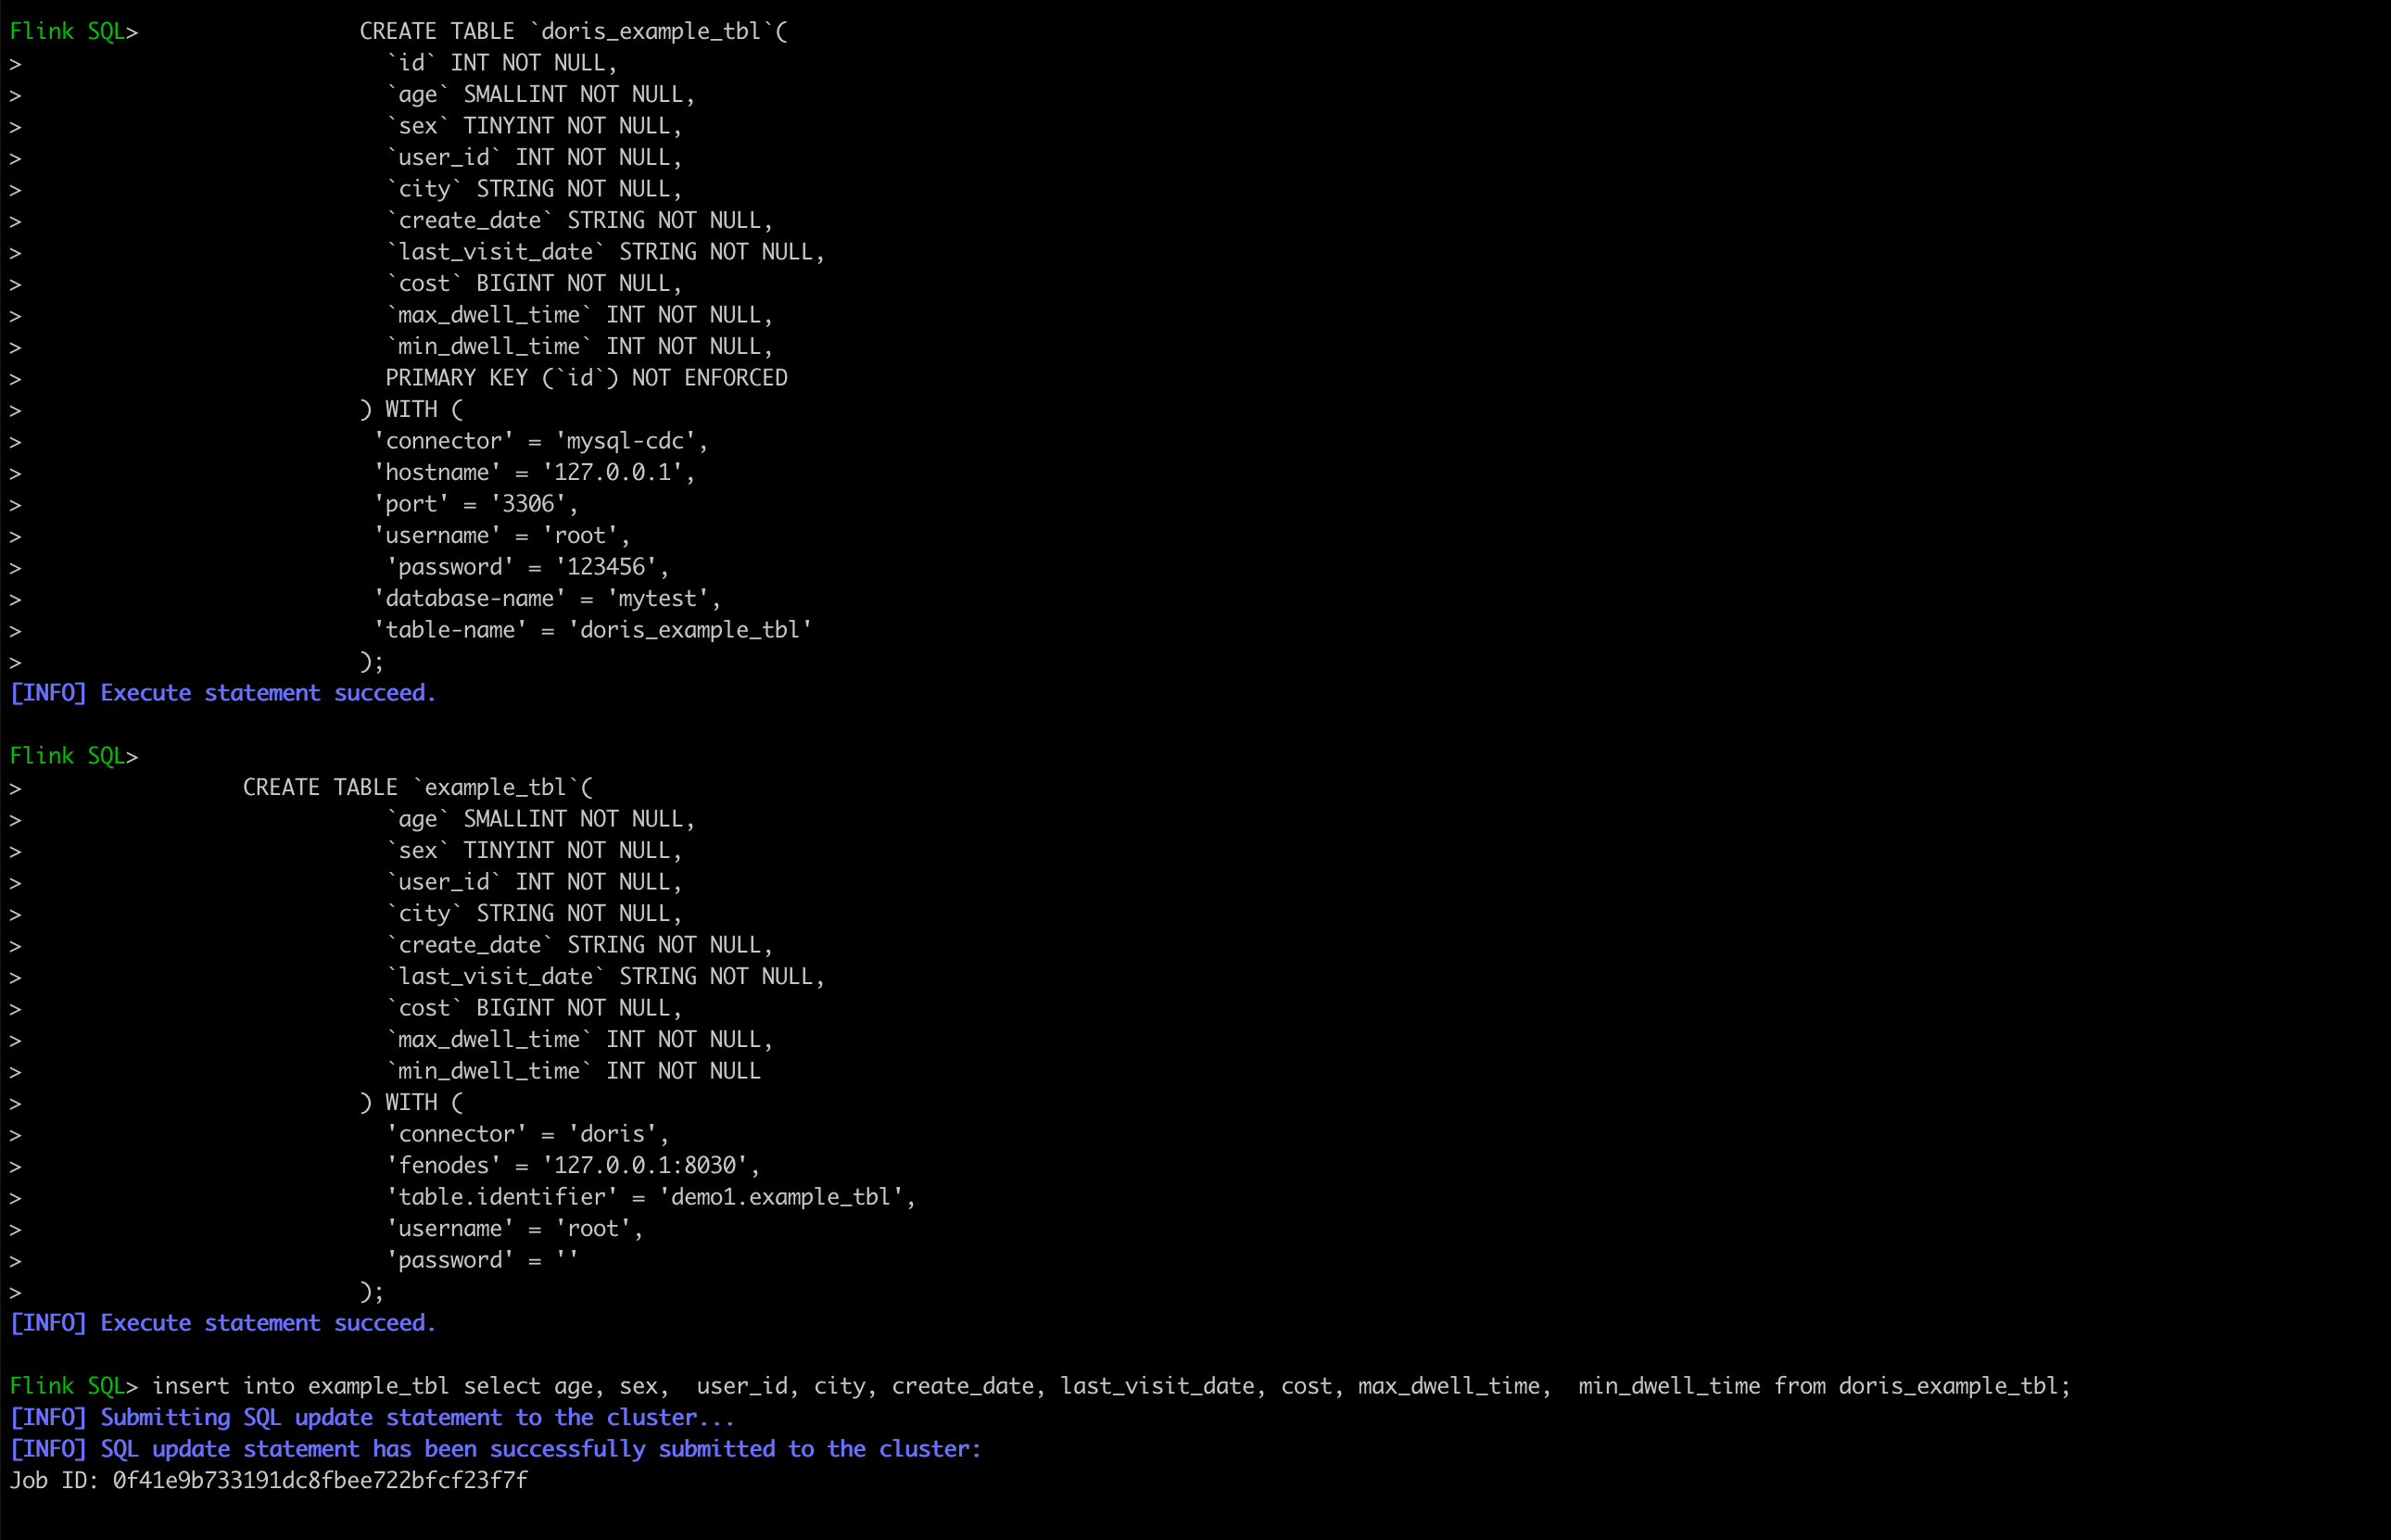 Flink SQL>                 CREATE TABLE `doris_example_tbl`(
>                            `id` INT NOT NULL,
>                            `age` SMALLINT NOT NULL,
>                            `sex` TINYINT NOT NULL,
>                            `user_id` INT NOT NULL,
>                            `city` STRING NOT NULL,
>                            `create_date` STRING NOT NULL,
>                            `last_visit_date` STRING NOT NULL,
>                            `cost` BIGINT NOT NULL,
>                            `max_dwell_time` INT NOT NULL,
>                            `min_dwell_time` INT NOT NULL,
>                            PRIMARY KEY (`id`) NOT ENFORCED
>                          ) WITH (
>                           'connector' = 'mysql-cdc',
>                           'hostname' = '127.0.0.1',
>                           'port' = '3306',
>                           'username' = 'root',
>                            'password' = '123456',
>                           'database-name' = 'mytest',
>                           'table-name' = 'doris_example_tbl'
>                          );
[INFO] Execute statement succeed.
Flink SQL>
>                 CREATE TABLE `example_tbl`(
>                            `age` SMALLINT NOT NULL,
>                            `sex` TINYINT NOT NULL,
>                            `user_id` INT NOT NULL,
>                            `city` STRING NOT NULL,
>                            `create_date` STRING NOT NULL,
>                            `last_visit_date` STRING NOT NULL,
>                            `cost` BIGINT NOT NULL,
>                            `max_dwell_time` INT NOT NULL,
>                            `min_dwell_time` INT NOT NULL
>                          ) WITH (
>                            'connector' = 'doris',
>                            'fenodes' = '127.0.0.1:8030',
>                            'table.identifier' = 'demo1.example_tbl',
>                            'username' = 'root',
>                            'password' = ''
>                          );
[INFO] Execute statement succeed.
Flink SQL> insert into example_tbl select age, sex,  user_id, city, create_date, last_visit_date, cost, max_dwell_time,  min_dwell_time from doris_example_tbl;
[INFO] Submitting SQL update statement to the cluster...
[INFO] SQL update statement has been successfully submitted to the cluster:
Job ID: 0f41e9b733191dc8fbee722bfcf23f7f